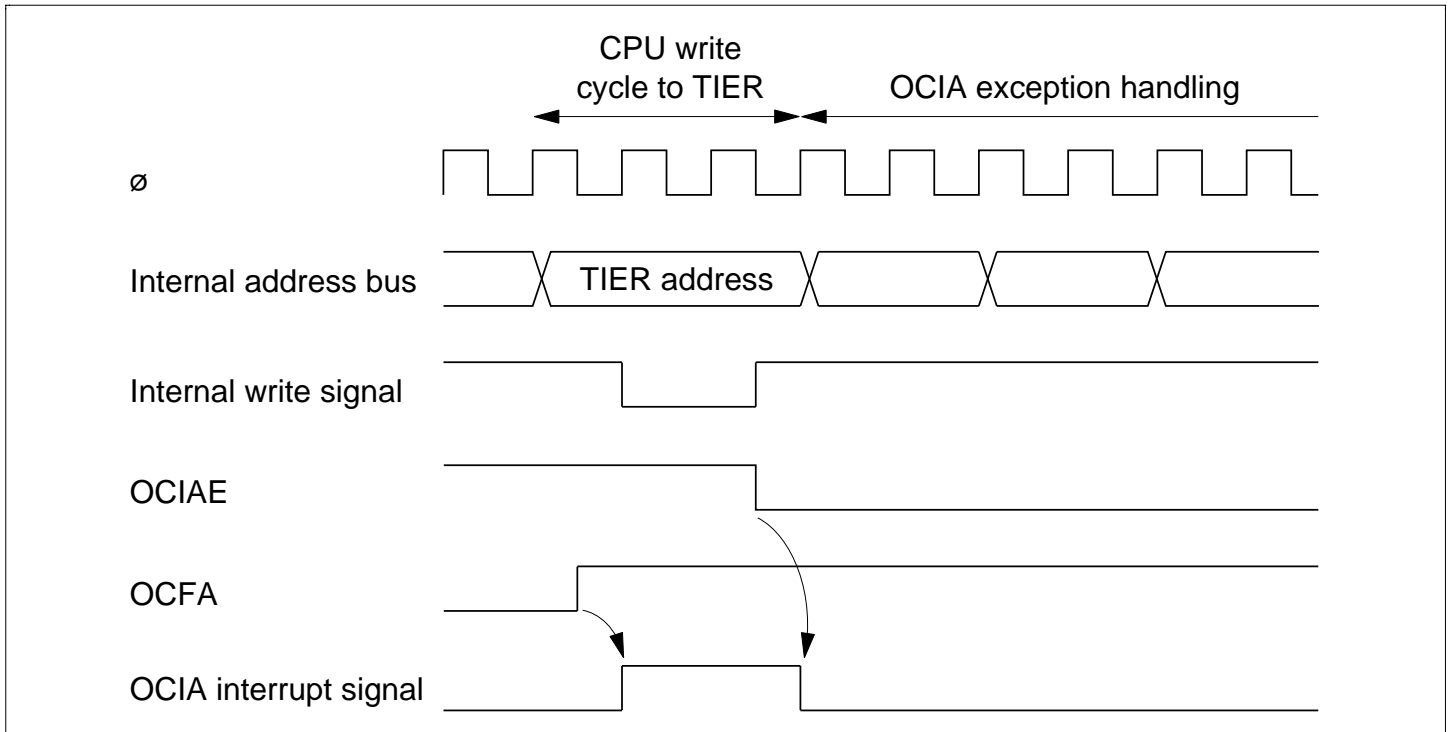 CPU write
cycle to TIER
OCIA exception handling
ø
Internal address bus
TIER address
Internal write signal
OCIAE
OCFA
OCIA interrupt signal